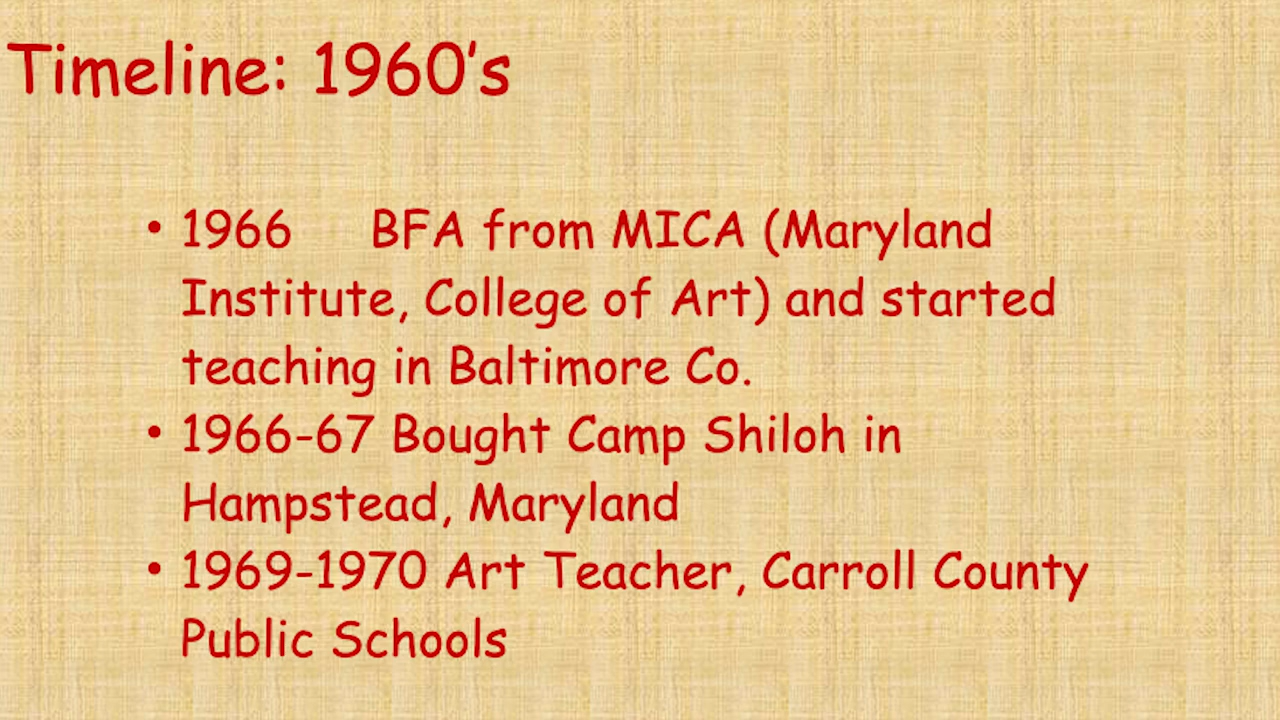 Timeline: 1960's
• 1966 BFA from MICA (Maryland
Institute, College of Art) and started
teaching in Baltimore Co.
• 1966-67 Bought Camp Shiloh in
Hampstead, Maryland
• 1969-1970 Art Teacher, Carroll County
Public Schools